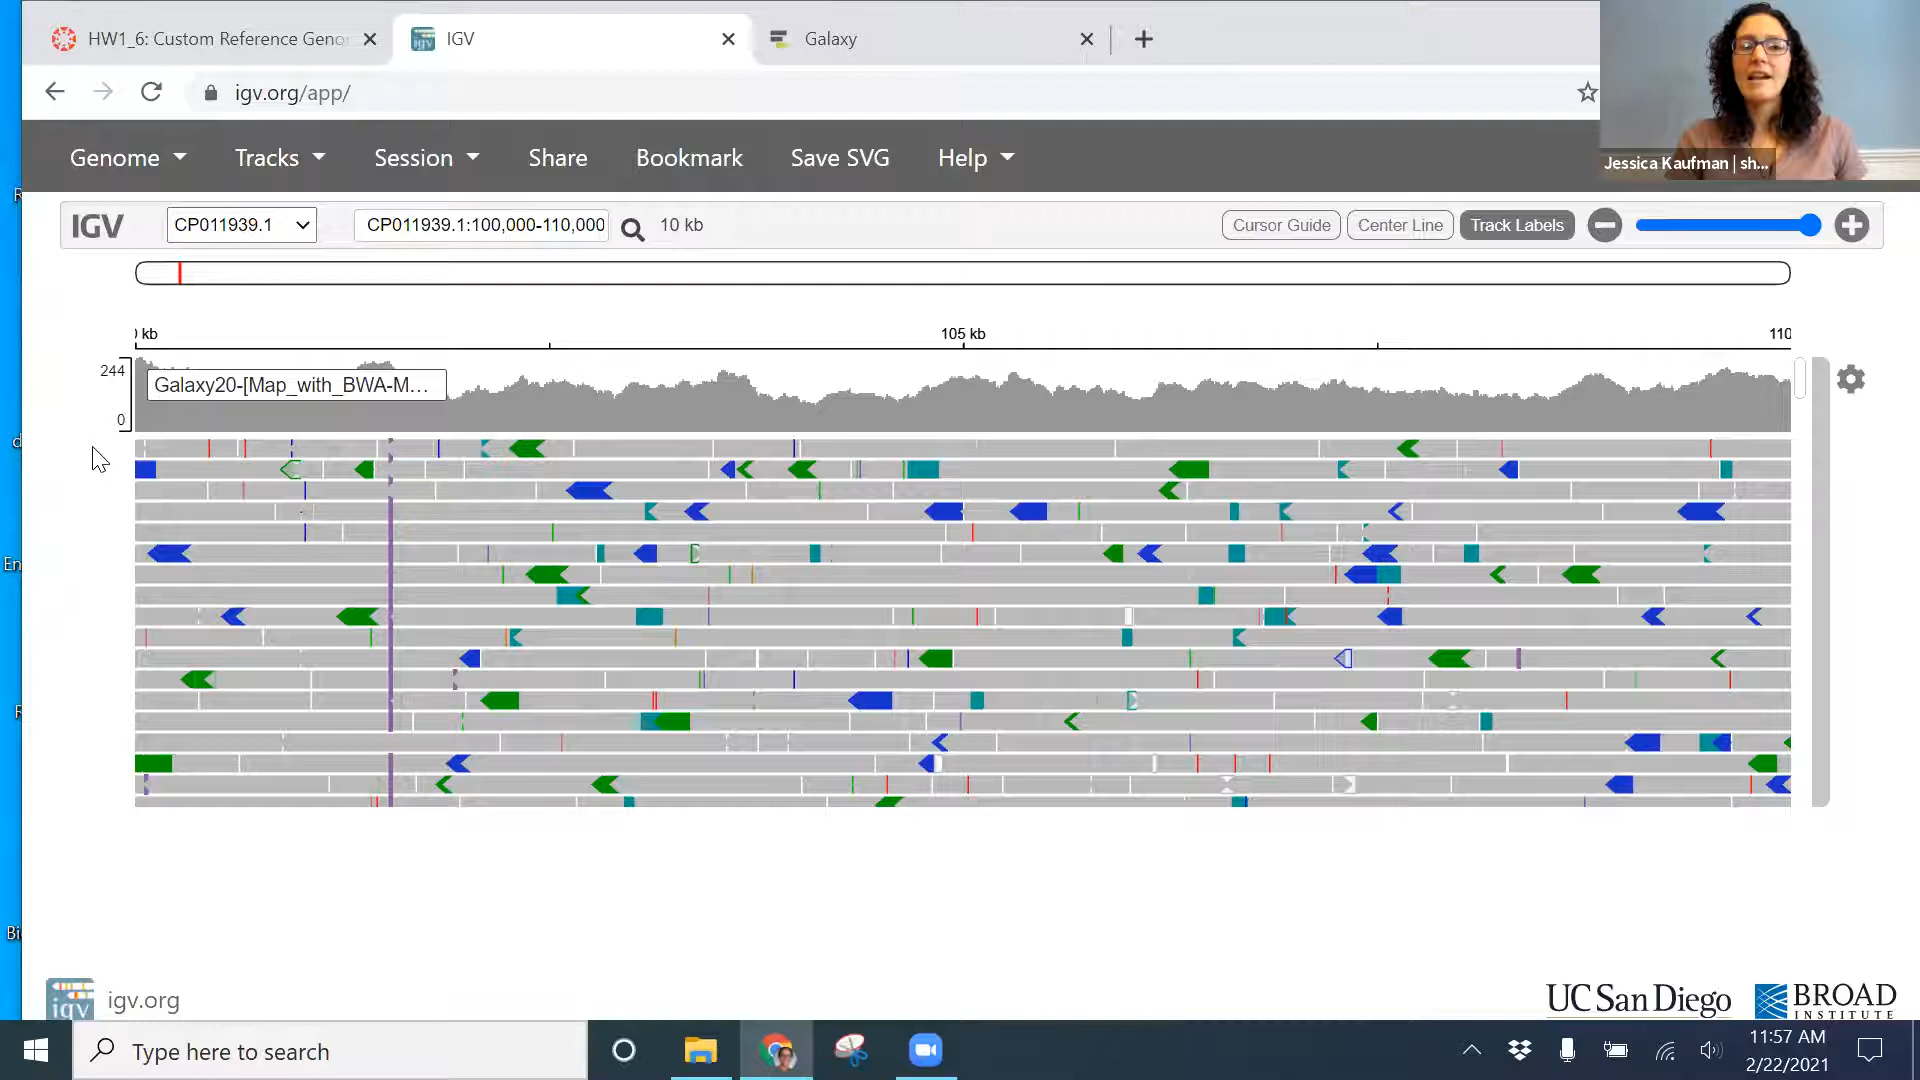 HW1_6: Custom Reference Geno
IGV
Galaxy
igv.org/app/
Genome
Tracks
Session
Share
Bookmark
Save SVG
Help
Jessica Kaufman | sh...
IGV
CP011939.1
CP011939.1:100,000-110,000
10 kb
Cursor Guide
Center Line
Track Labels
kb
105 kb
110
244
0
Galaxy20-[Map_with_BWA-M...
R
d
En
R
Bi
igv
igv.org
UC San Diego
BROAD
INSTITUTE
Type here to search
11:57 AM
2/22/2021